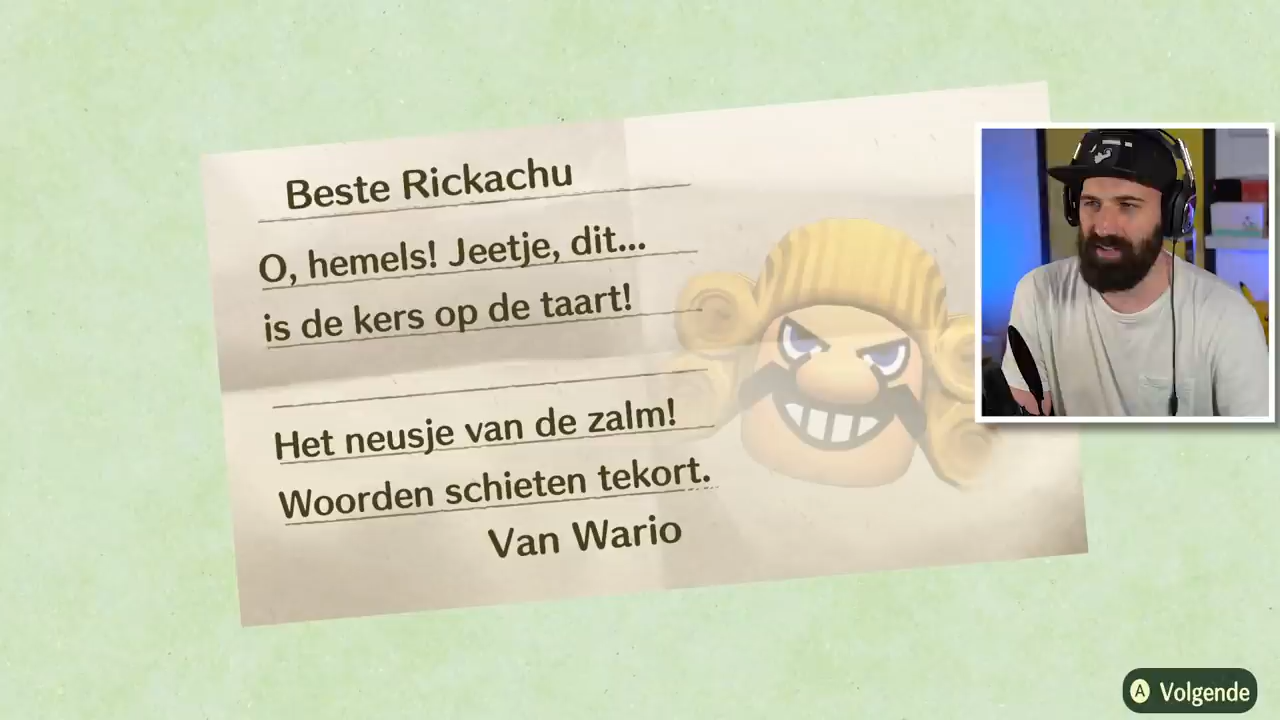 Beste Rickachu
O, hemels! Jeetje, dit...
is de kers op de taart!
Het neusje van de zalm!
Woorden schieten tekort.
Van Wario
A Volgende